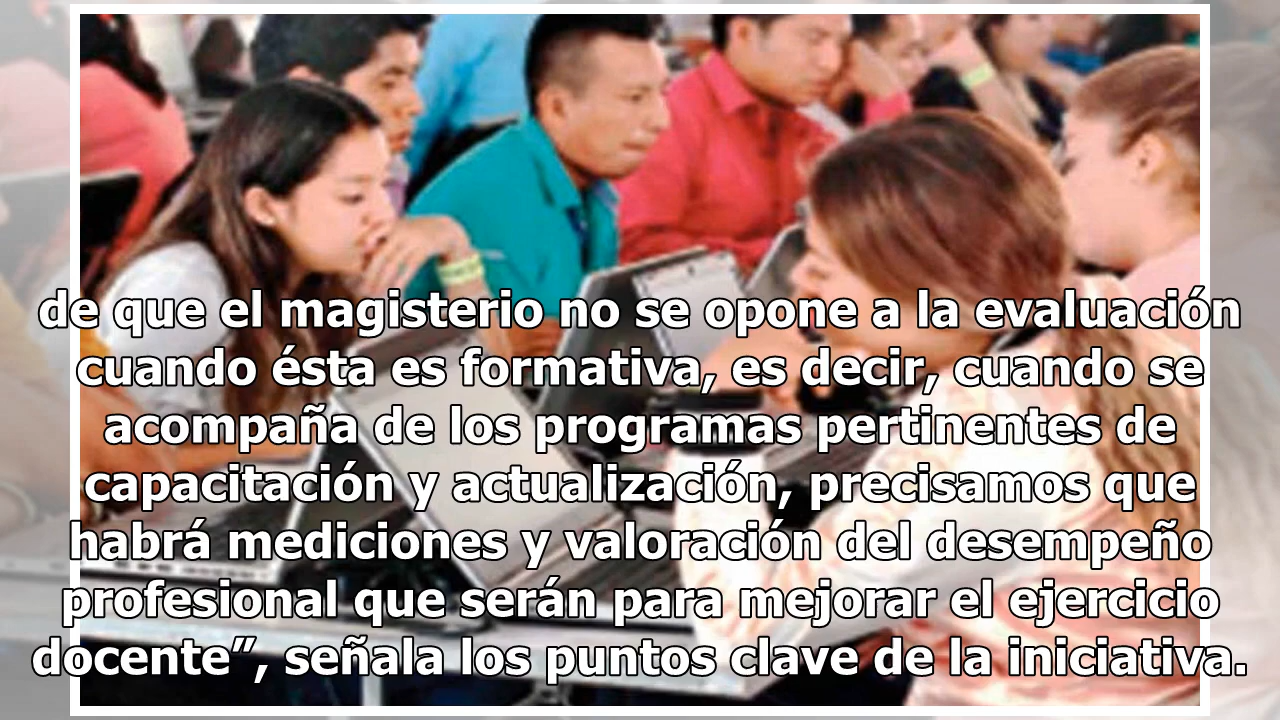 de que el magisterio no se opone a la evaluación
cuando ésta es formativa, es decir, cuando se
acompaña de los programas pertinentes de
capacitación y actualización, precisamos que
habrá mediciones y valoración del desempeño
profesional que serán para mejorar el ejercicio
docente”, señala los puntos clave de la iniciativa.